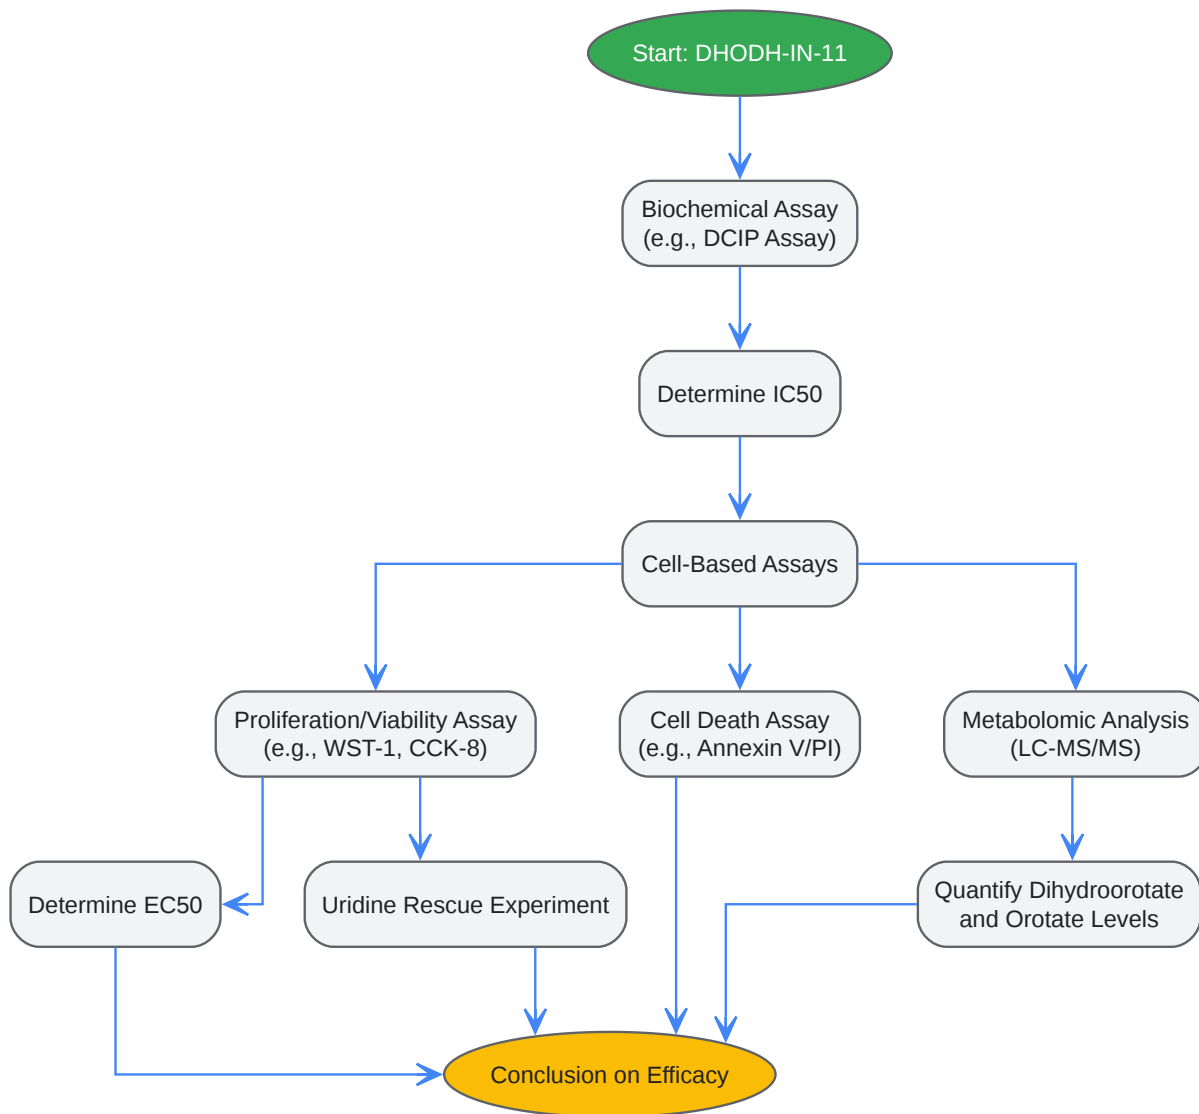 Start: DHODH-IN-11
Biochemical Assay
(e.g., DCIP Assay)
Determine IC50
Cell-Based Assays
Proliferation/Viability Assay
(e.g., WST-1, CCK-8)
Cell Death Assay
(e.g., Annexin V/PI)
Metabolomic Analysis
(LC-MS/MS)
Determine EC50
Uridine Rescue Experiment
Quantify Dihydroorotate
and Orotate Levels
Conclusion on Efficacy